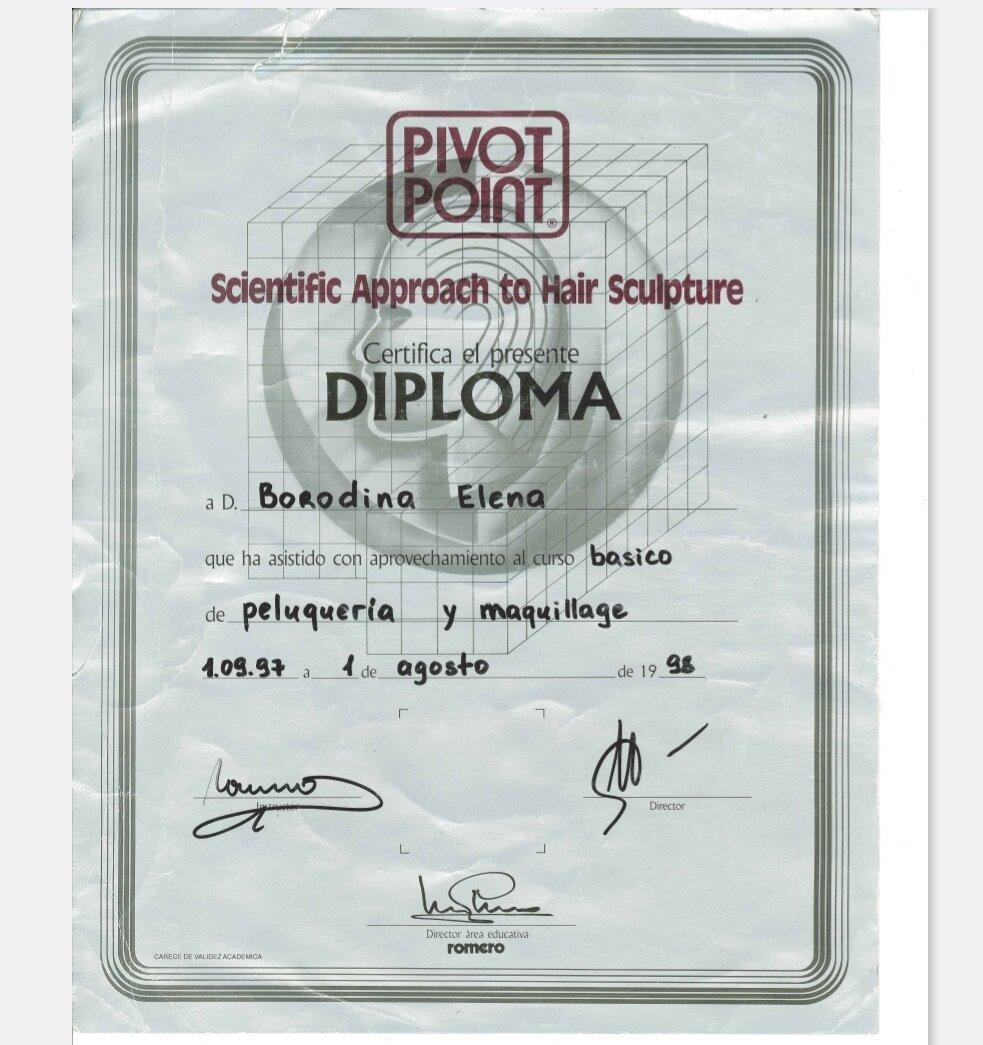 PIVOT
POINT®
Scientific Approach to Hair Sculpture
Certifica el presente
DIPLOMA
a D. Borodina Elena
que ha asistido con aprovechamiento al curso basico
de peluquería y maquillage
1.09.97 a 1 de agosto de 19 98
Instructor
Director
Director área educativa
romero
CARECE DE VALIDEZ ACADEMICA